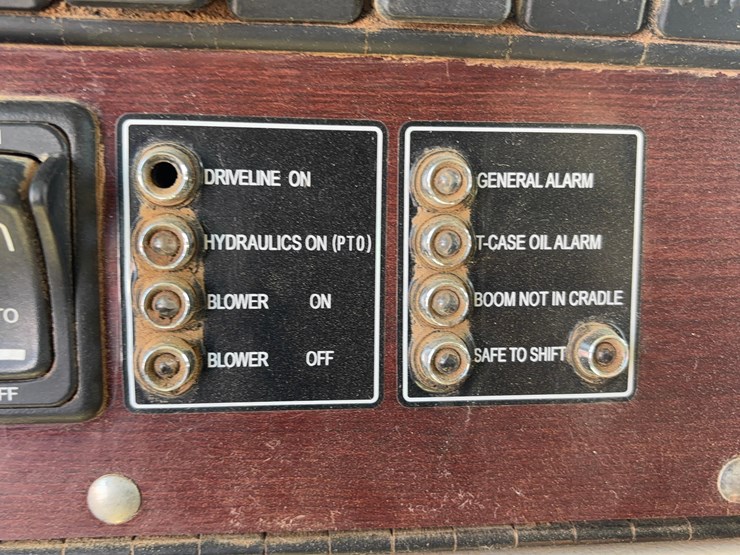 DRIVELINE ON
HYDRAULICS ON (PTO)
BLOWER ON
BLOWER OFF
GENERAL ALARM
T-CASE OIL ALARM
BOOM NOT IN CRADLE
SAFE TO SHIFT